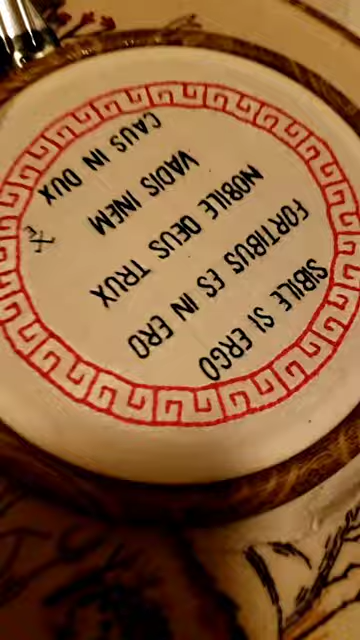 SIBILE SI ERGO
FORTIBUS ES IN ERO
NOBILE DEUS TRUX
VADIS INEM
CAUS IN DUX